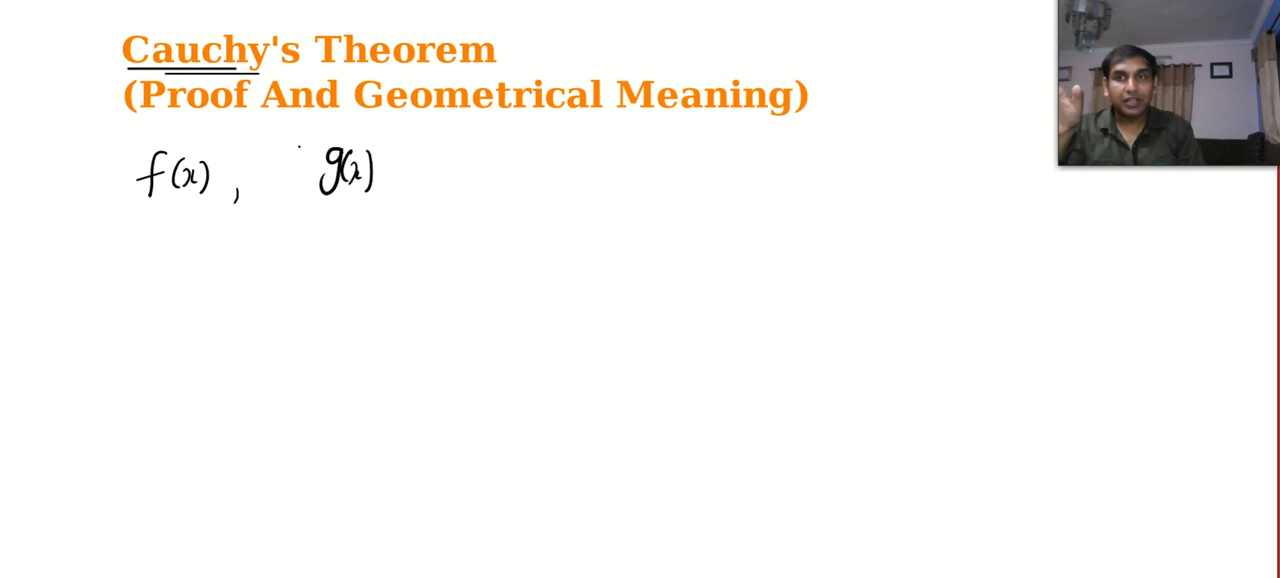 Cauchy's Theorem
(Proof And Geometrical Meaning)
f(x), g(x)